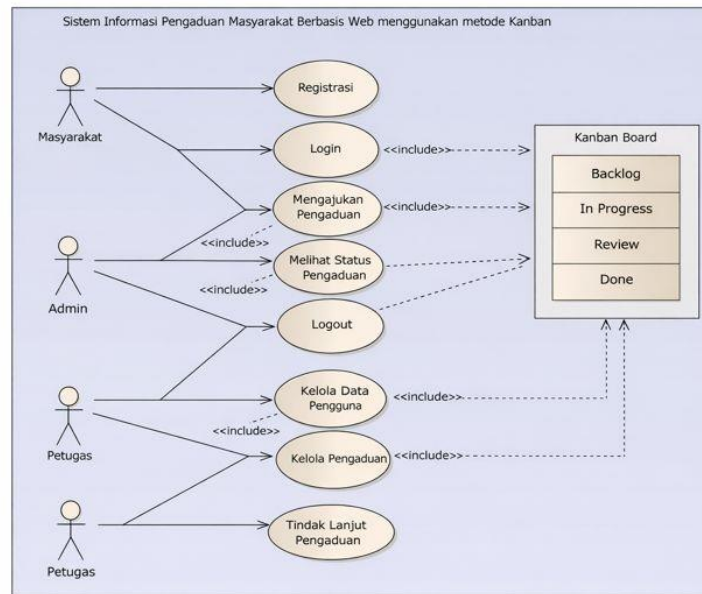 Sistem Informasi Pengaduan Masyarakat Berbasis Web menggunakan metode Kanban
Masyarakat
Registrasi
Login
<<include>>
Kanban Board
Backlog
In Progress
Review
Done
Mengajukan
Pengaduan
<<include>>
<<include>>
Admin
Melihat Status
Pengaduan
<<include>>
Logout
Petugas
Kelola Data
Pengguna
<<include>>
<<include>>
Kelola Pengaduan
<<include>>
Petugas
Tindak Lanjut
Pengaduan